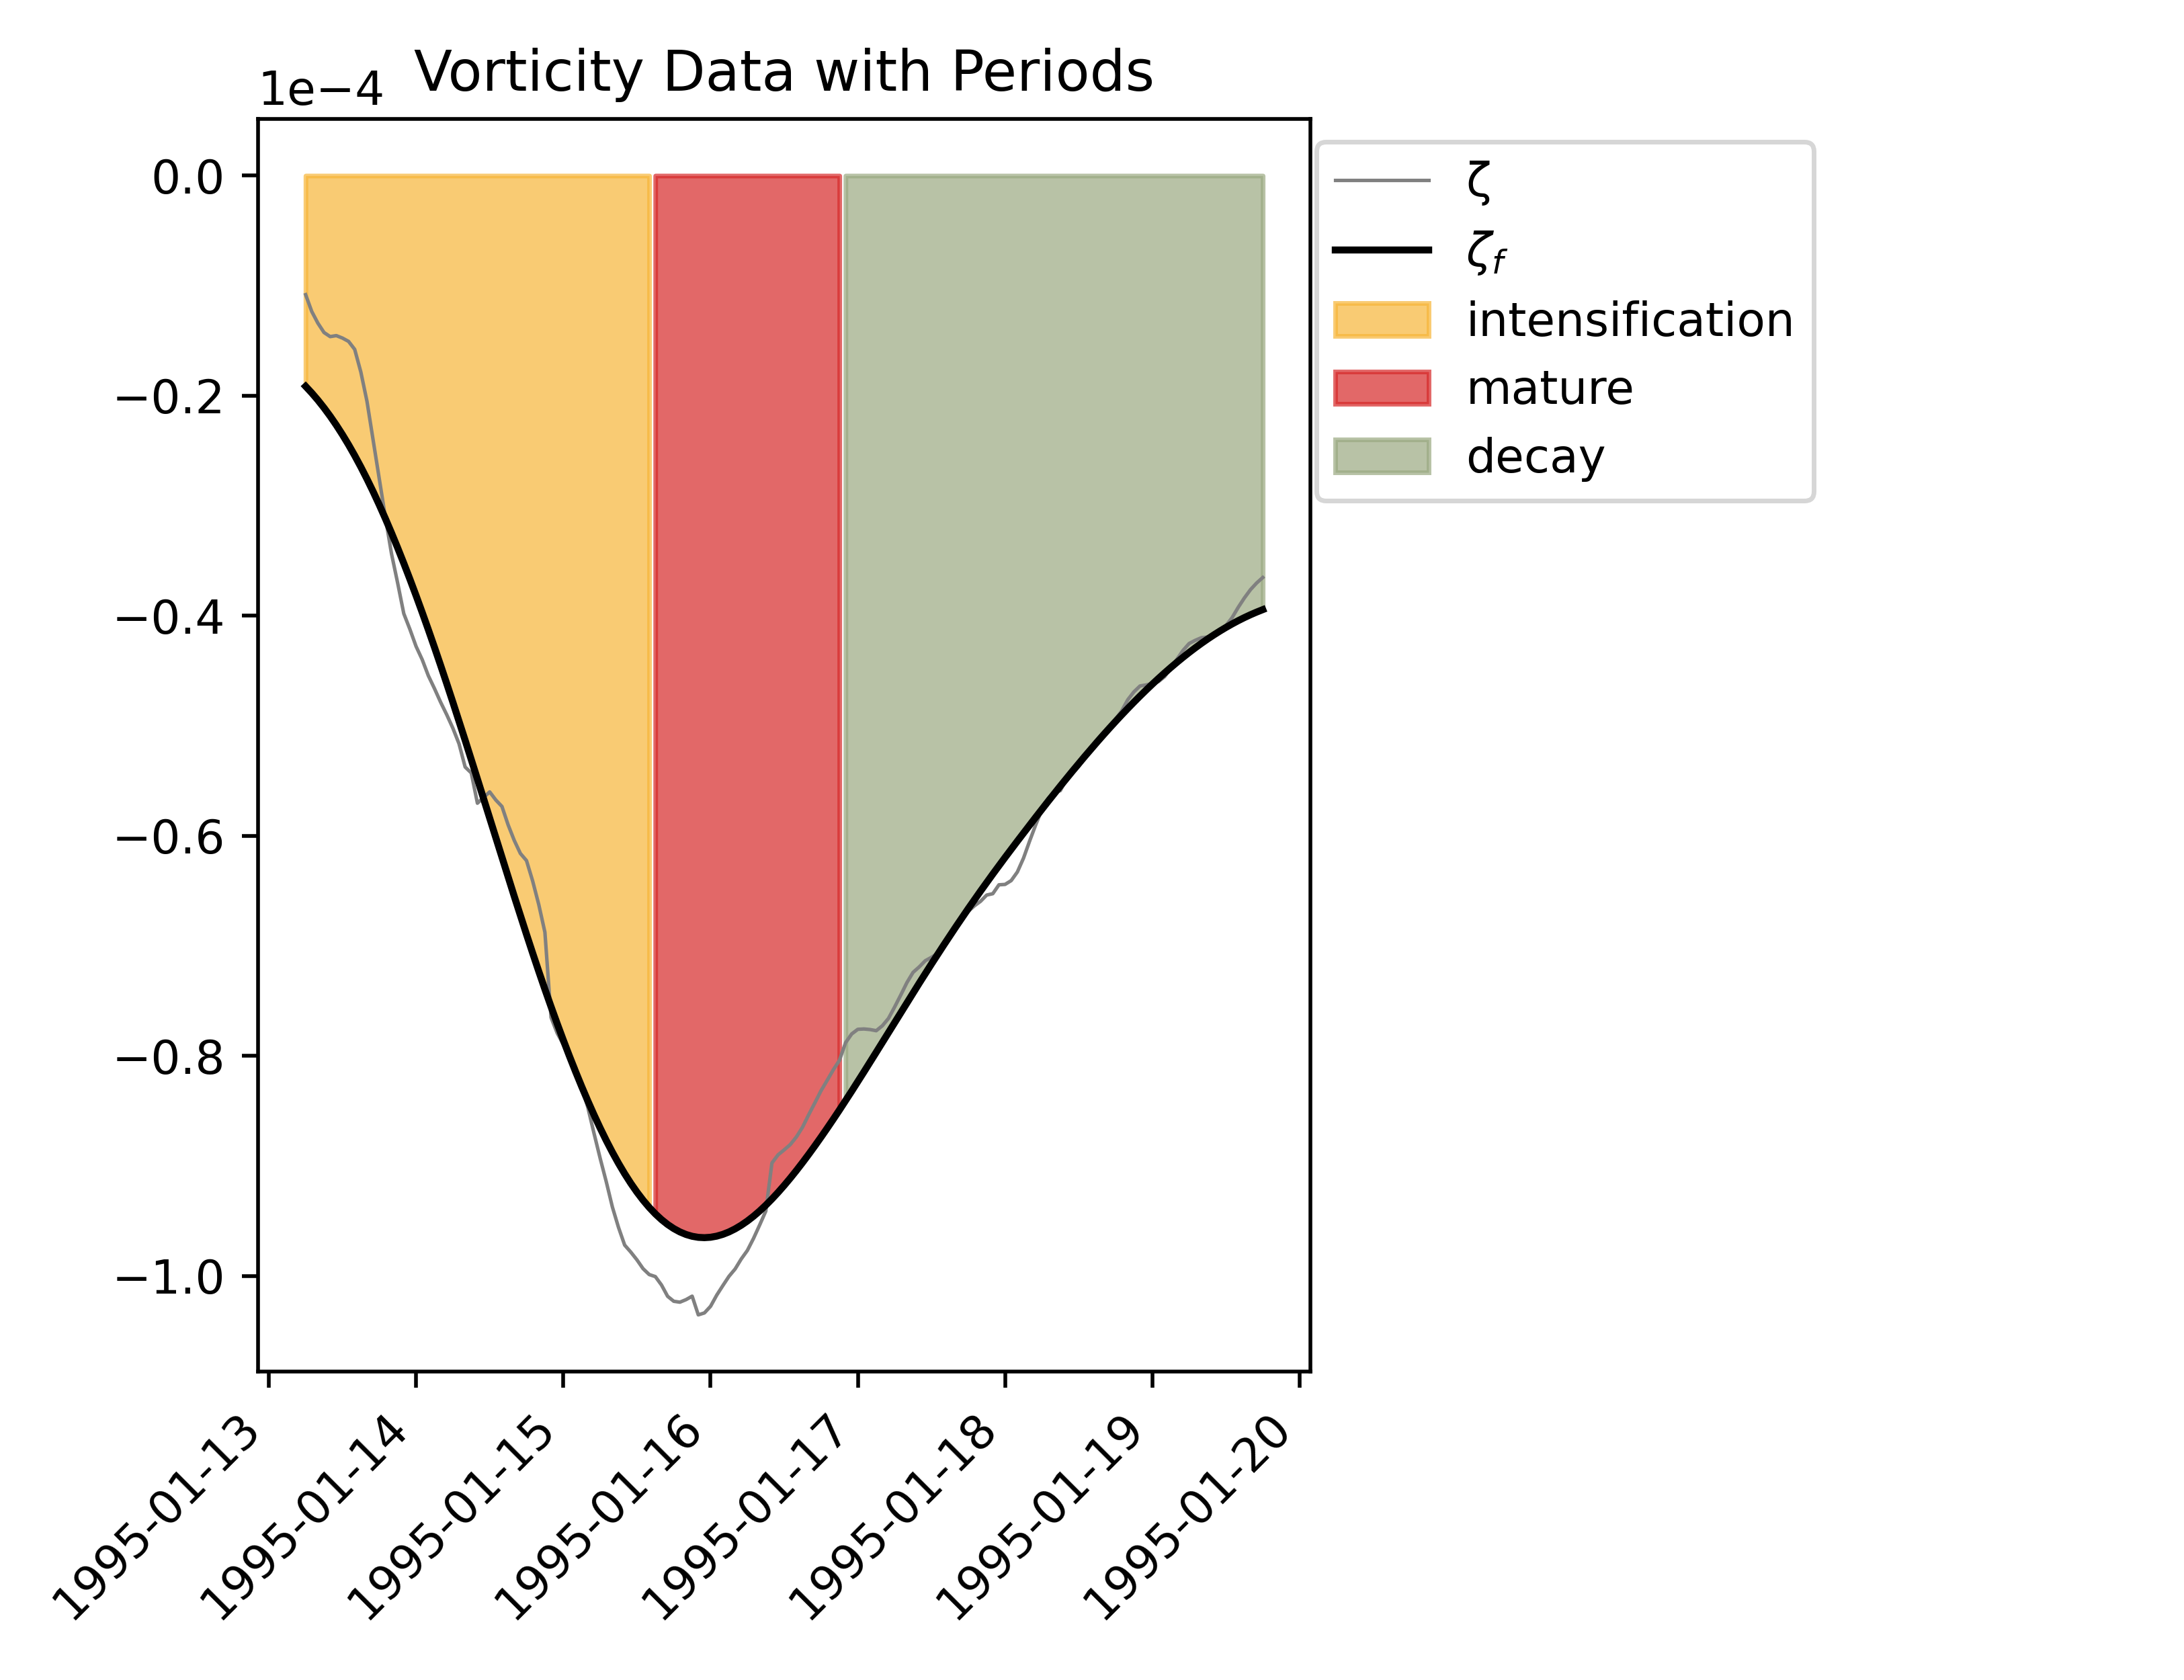 Vorticity Data with Periods
1e−4
0.0
−0.2
−0.4
−0.6
−0.8
−1.0
1995-01-13
1995-01-14
1995-01-15
1995-01-16
1995-01-17
1995-01-18
1995-01-19
1995-01-20
ζ
ζf
intensification
mature
decay